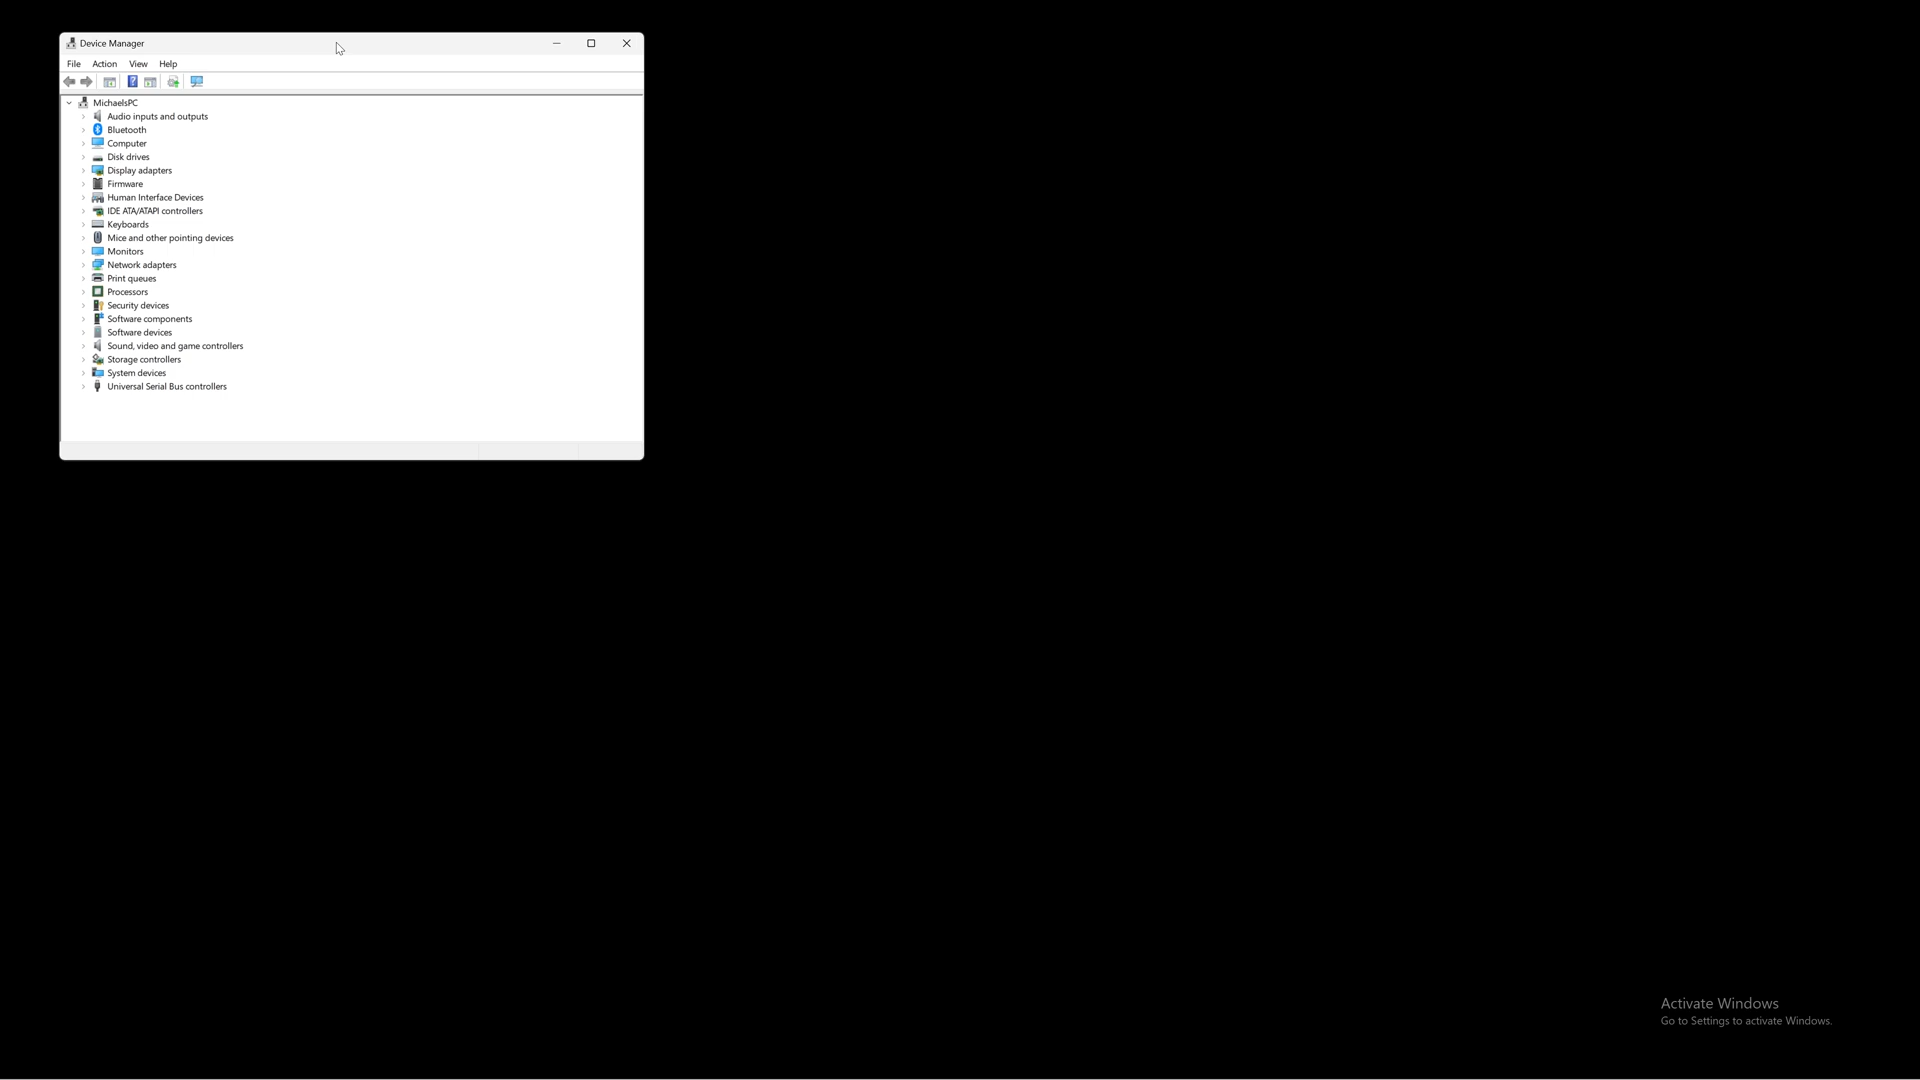 Device Manager
File Action View Help
MichaelsPC
Audio inputs and outputs
Bluetooth
Computer
Disk drives
Display adapters
Firmware
Human Interface Devices
IDE ATA/ATAPI controllers
Keyboards
Mice and other pointing devices
Monitors
Network adapters
Print queues
Processors
Security devices
Software components
Software devices
Sound, video and game controllers
Storage controllers
System devices
Universal Serial Bus controllers
Activate Windows
Go to Settings to activate Windows.